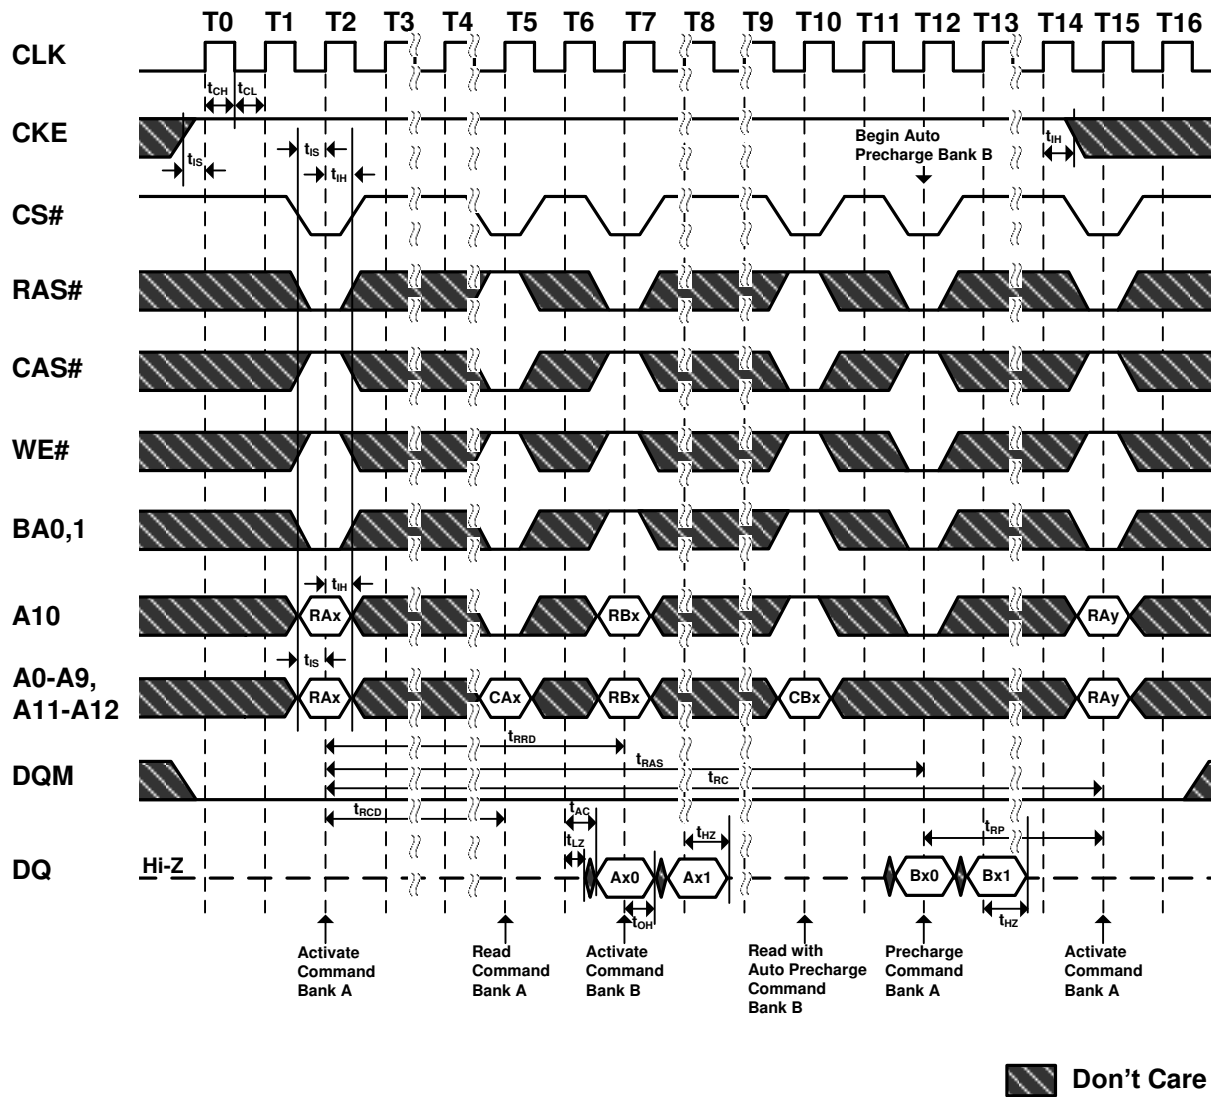 T0 T1 T2 T3 T4 T5 T6 T7 T8 T9 T10 T11 T12 T13 T14 T15 T16
CLK
tCH tCL
CKE
tIS
tIS
tIH
Begin Auto
Precharge Bank B
tIH
CS#
RAS#
CAS#
WE#
BA0,1
tIH
A10
RAx RBx RAy
tIS
A0-A9,
A11-A12
RAx CAx RBx CBx RAy
tRRD
tRAS
DQM
tRC
tRCD
tAC
tLZ
tHZ
tRP
DQ
Hi-Z
Ax0 Ax1 Bx0 Bx1
tOH
tHZ
Activate
Command
Bank A
Read
Command
Bank A
Activate
Command
Bank B
Read with
Auto Precharge
Command
Bank B
Precharge
Command
Bank A
Activate
Command
Bank A
Don't Care